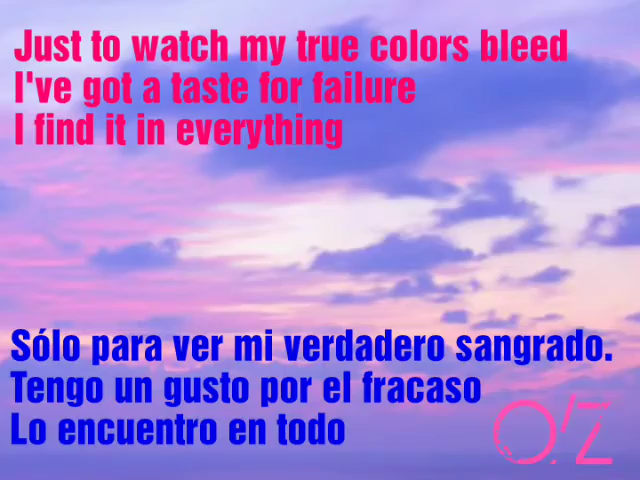 Just to watch my true colors bleed
I've got a taste for failure
I find it in everything
Sólo para ver mi verdadero sangrado.
Tengo un gusto por el fracaso
Lo encuentro en todo
O!Z